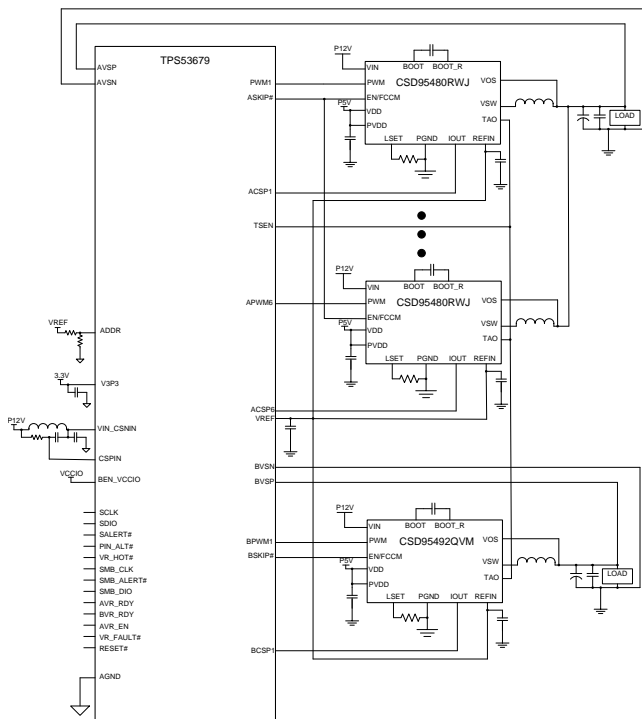 TPS53679
AVSP
AVSN
PWM1
ASKIP#
ACSP1
TSEN
APWM6
ADDR
VREF
V3P3
3.3V
ACSP6
VREF
P12V
VIN_CSNIN
CSPIN
VCCIO
BEN_VCCIO
BVSN
BVSP
SCLK
SDIO
SALERT#
PIN_ALT#
VR_HOT#
SMB_CLK
SMB_ALERT#
SMB_DIO
AVR_RDY
BVR_RDY
AVR_EN
VR_FAULT#
RESET#
BPWM1
BSKIP#
BCSP1
AGND
P12V
VIN
BOOT BOOT_R
CSD95480RWJ
PWM
EN/FCCM
P5V
VDD
PVDD
VOS
VSW
TAO
LSET PGND IOUT REFIN
LOAD
P12V
VIN
BOOT BOOT_R
CSD95480RWJ
PWM
EN/FCCM
P5V
VDD
PVDD
VOS
VSW
TAO
LSET PGND IOUT REFIN
P12V
VIN
BOOT BOOT_R
CSD95492QVM
PWM
EN/FCCM
P5V
VDD
PVDD
VOS
VSW
TAO
LSET PGND IOUT REFIN
LOAD